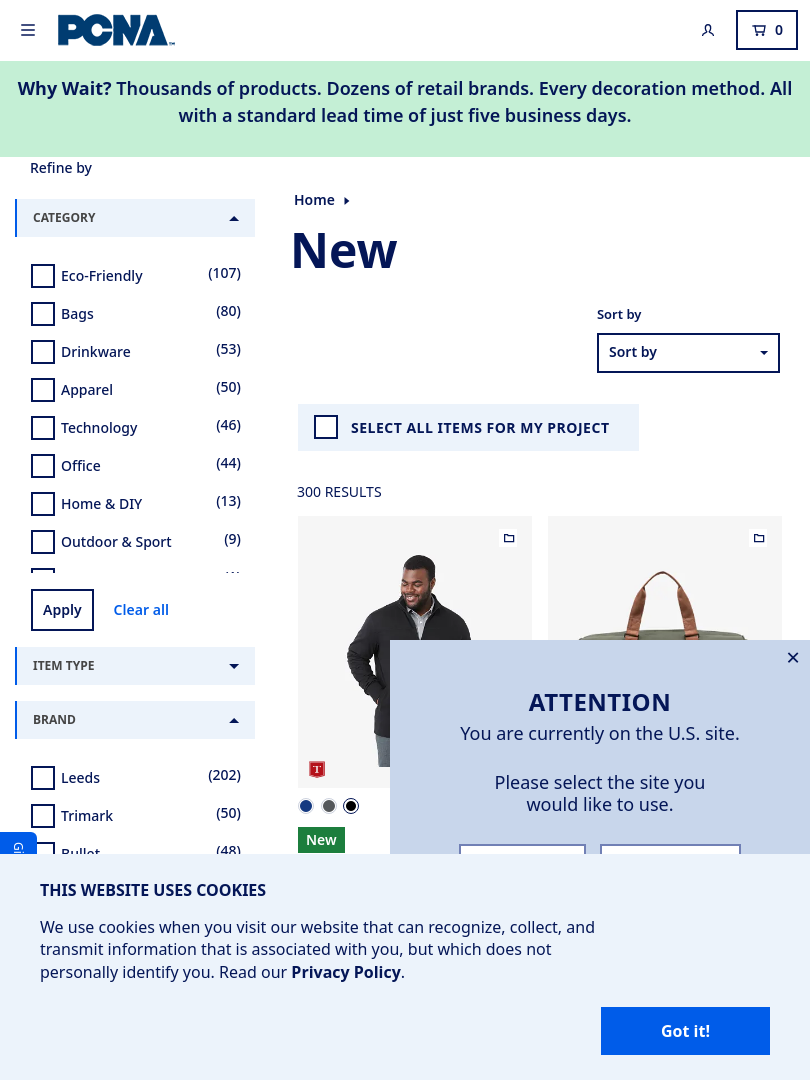 PCNA
0
Why Wait? Thousands of products. Dozens of retail brands. Every decoration method. All
with a standard lead time of just five business days.
Refine by
CATEGORY
Eco-Friendly (107)
Bags (80)
Drinkware (53)
Apparel (50)
Technology (46)
Office (44)
Home & DIY (13)
Outdoor & Sport (9)
Apply Clear all
ITEM TYPE
BRAND
Leeds (202)
Trimark (50)
Bullet (48)
Home
New
Sort by
Sort by
SELECT ALL ITEMS FOR MY PROJECT
300 RESULTS
T
New
ATTENTION
You are currently on the U.S. site.
Please select the site you
would like to use.
THIS WEBSITE USES COOKIES
We use cookies when you visit our website that can recognize, collect, and
transmit information that is associated with you, but which does not
personally identify you. Read our Privacy Policy.
Got it!